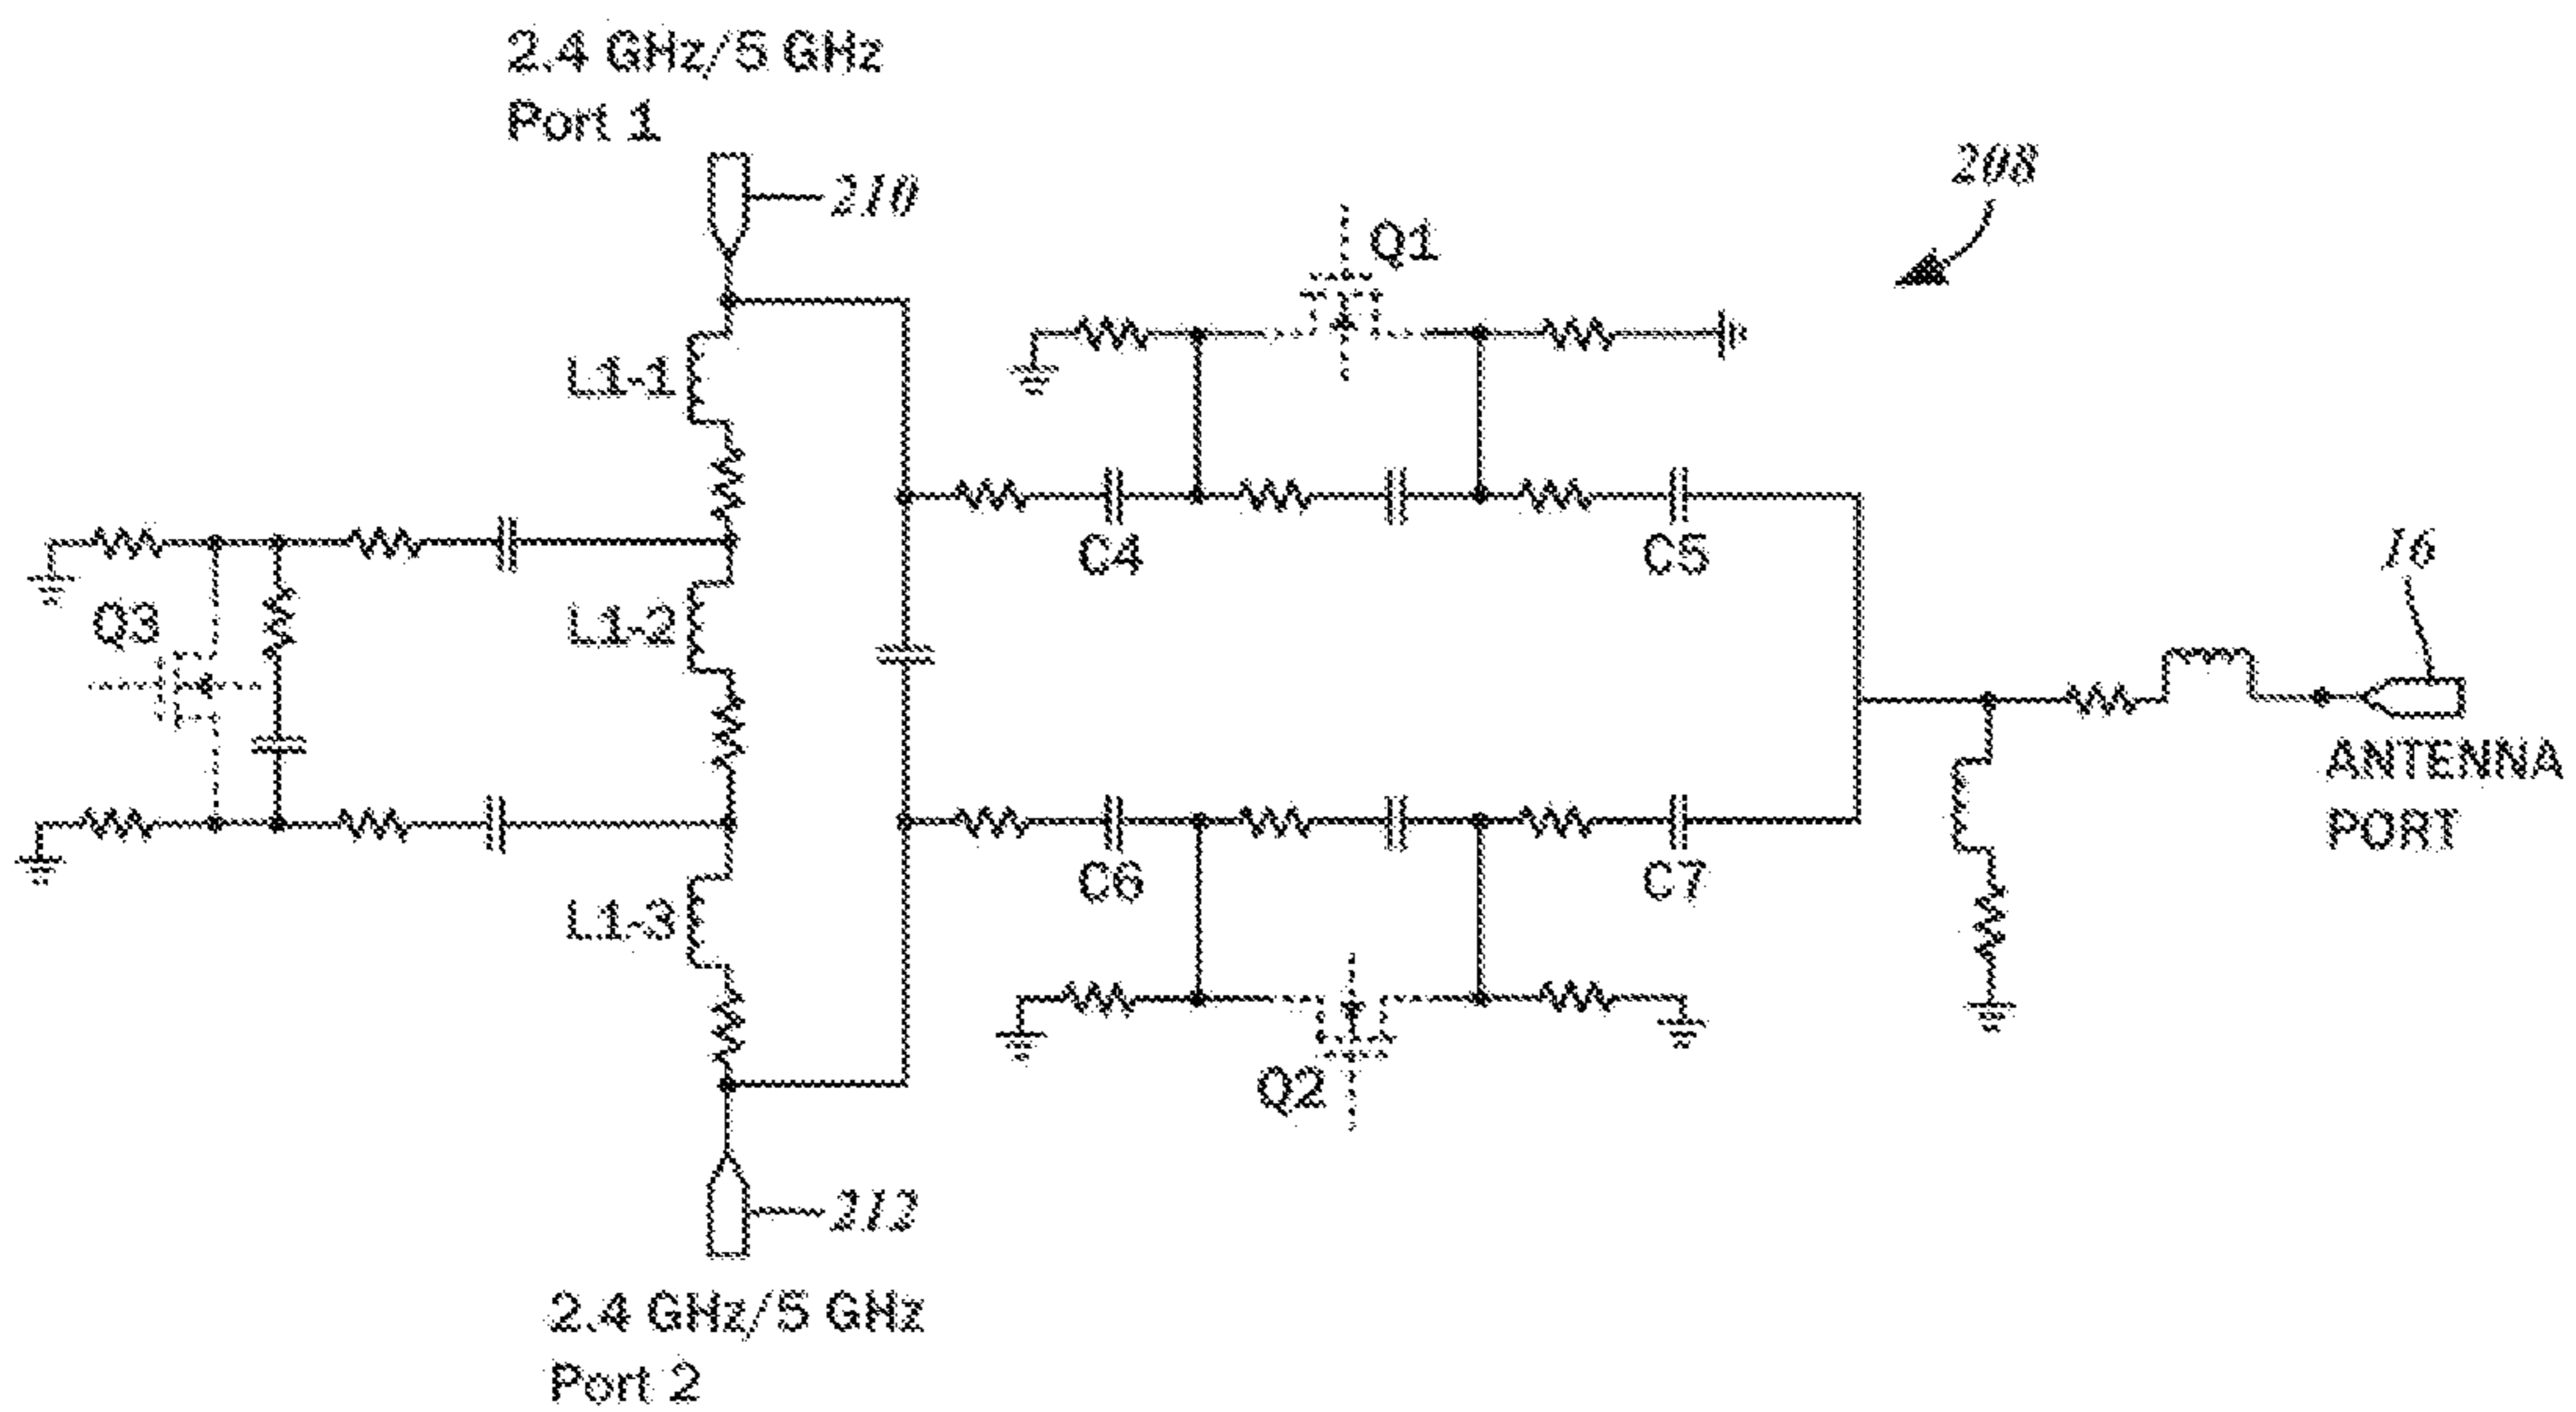 2.4 GHz/5 GHz
Port 1
210
208
Q1
L1-1
C4
C5
16
Q3
L1-2
ANTENNA
PORT
C6
C7
L1-3
Q2
212
2.4 GHz/5 GHz
Port 2